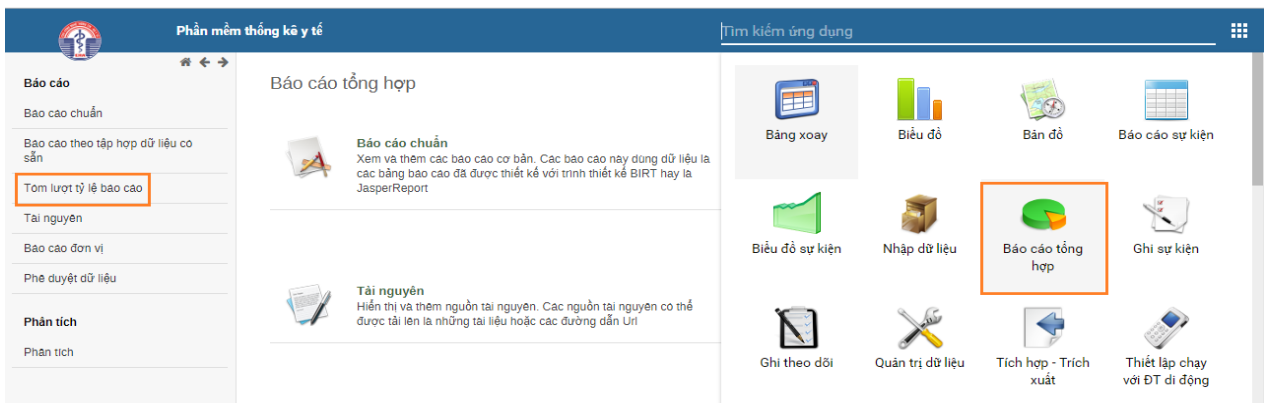 Phần mềm thống kê y tế
Tìm kiếm ứng dụng
Báo cáo
Báo cáo chuẩn
Báo cáo theo tập hợp dữ liệu có
sẵn
Tóm lượt tỷ lệ báo cáo
Tài nguyên
Báo cáo đơn vị
Phê duyệt dữ liệu
Phân tích
Phân tích
Báo cáo tổng hợp
Báo cáo chuẩn
Xem và thêm các báo cáo cơ bản. Các báo cáo này dùng dữ liệu là
các bảng báo cáo đã được thiết kế với trình thiết kế BIRT hay là
JasperReport
Tài nguyên
Hiển thị và thêm nguồn tài nguyên. Các nguồn tài nguyên có thể
được tải lên là những tài liệu hoặc các đường dẫn Url
Bảng xoay
Biểu đồ
Bản đồ
Báo cáo sự kiện
Biểu đồ sự kiện
Nhập dữ liệu
Báo cáo tổng
hợp
Ghi sự kiện
Ghi theo dõi
Quản trị dữ liệu
Tích hợp - Trích
xuất
Thiết lập chạy
với ĐT di động